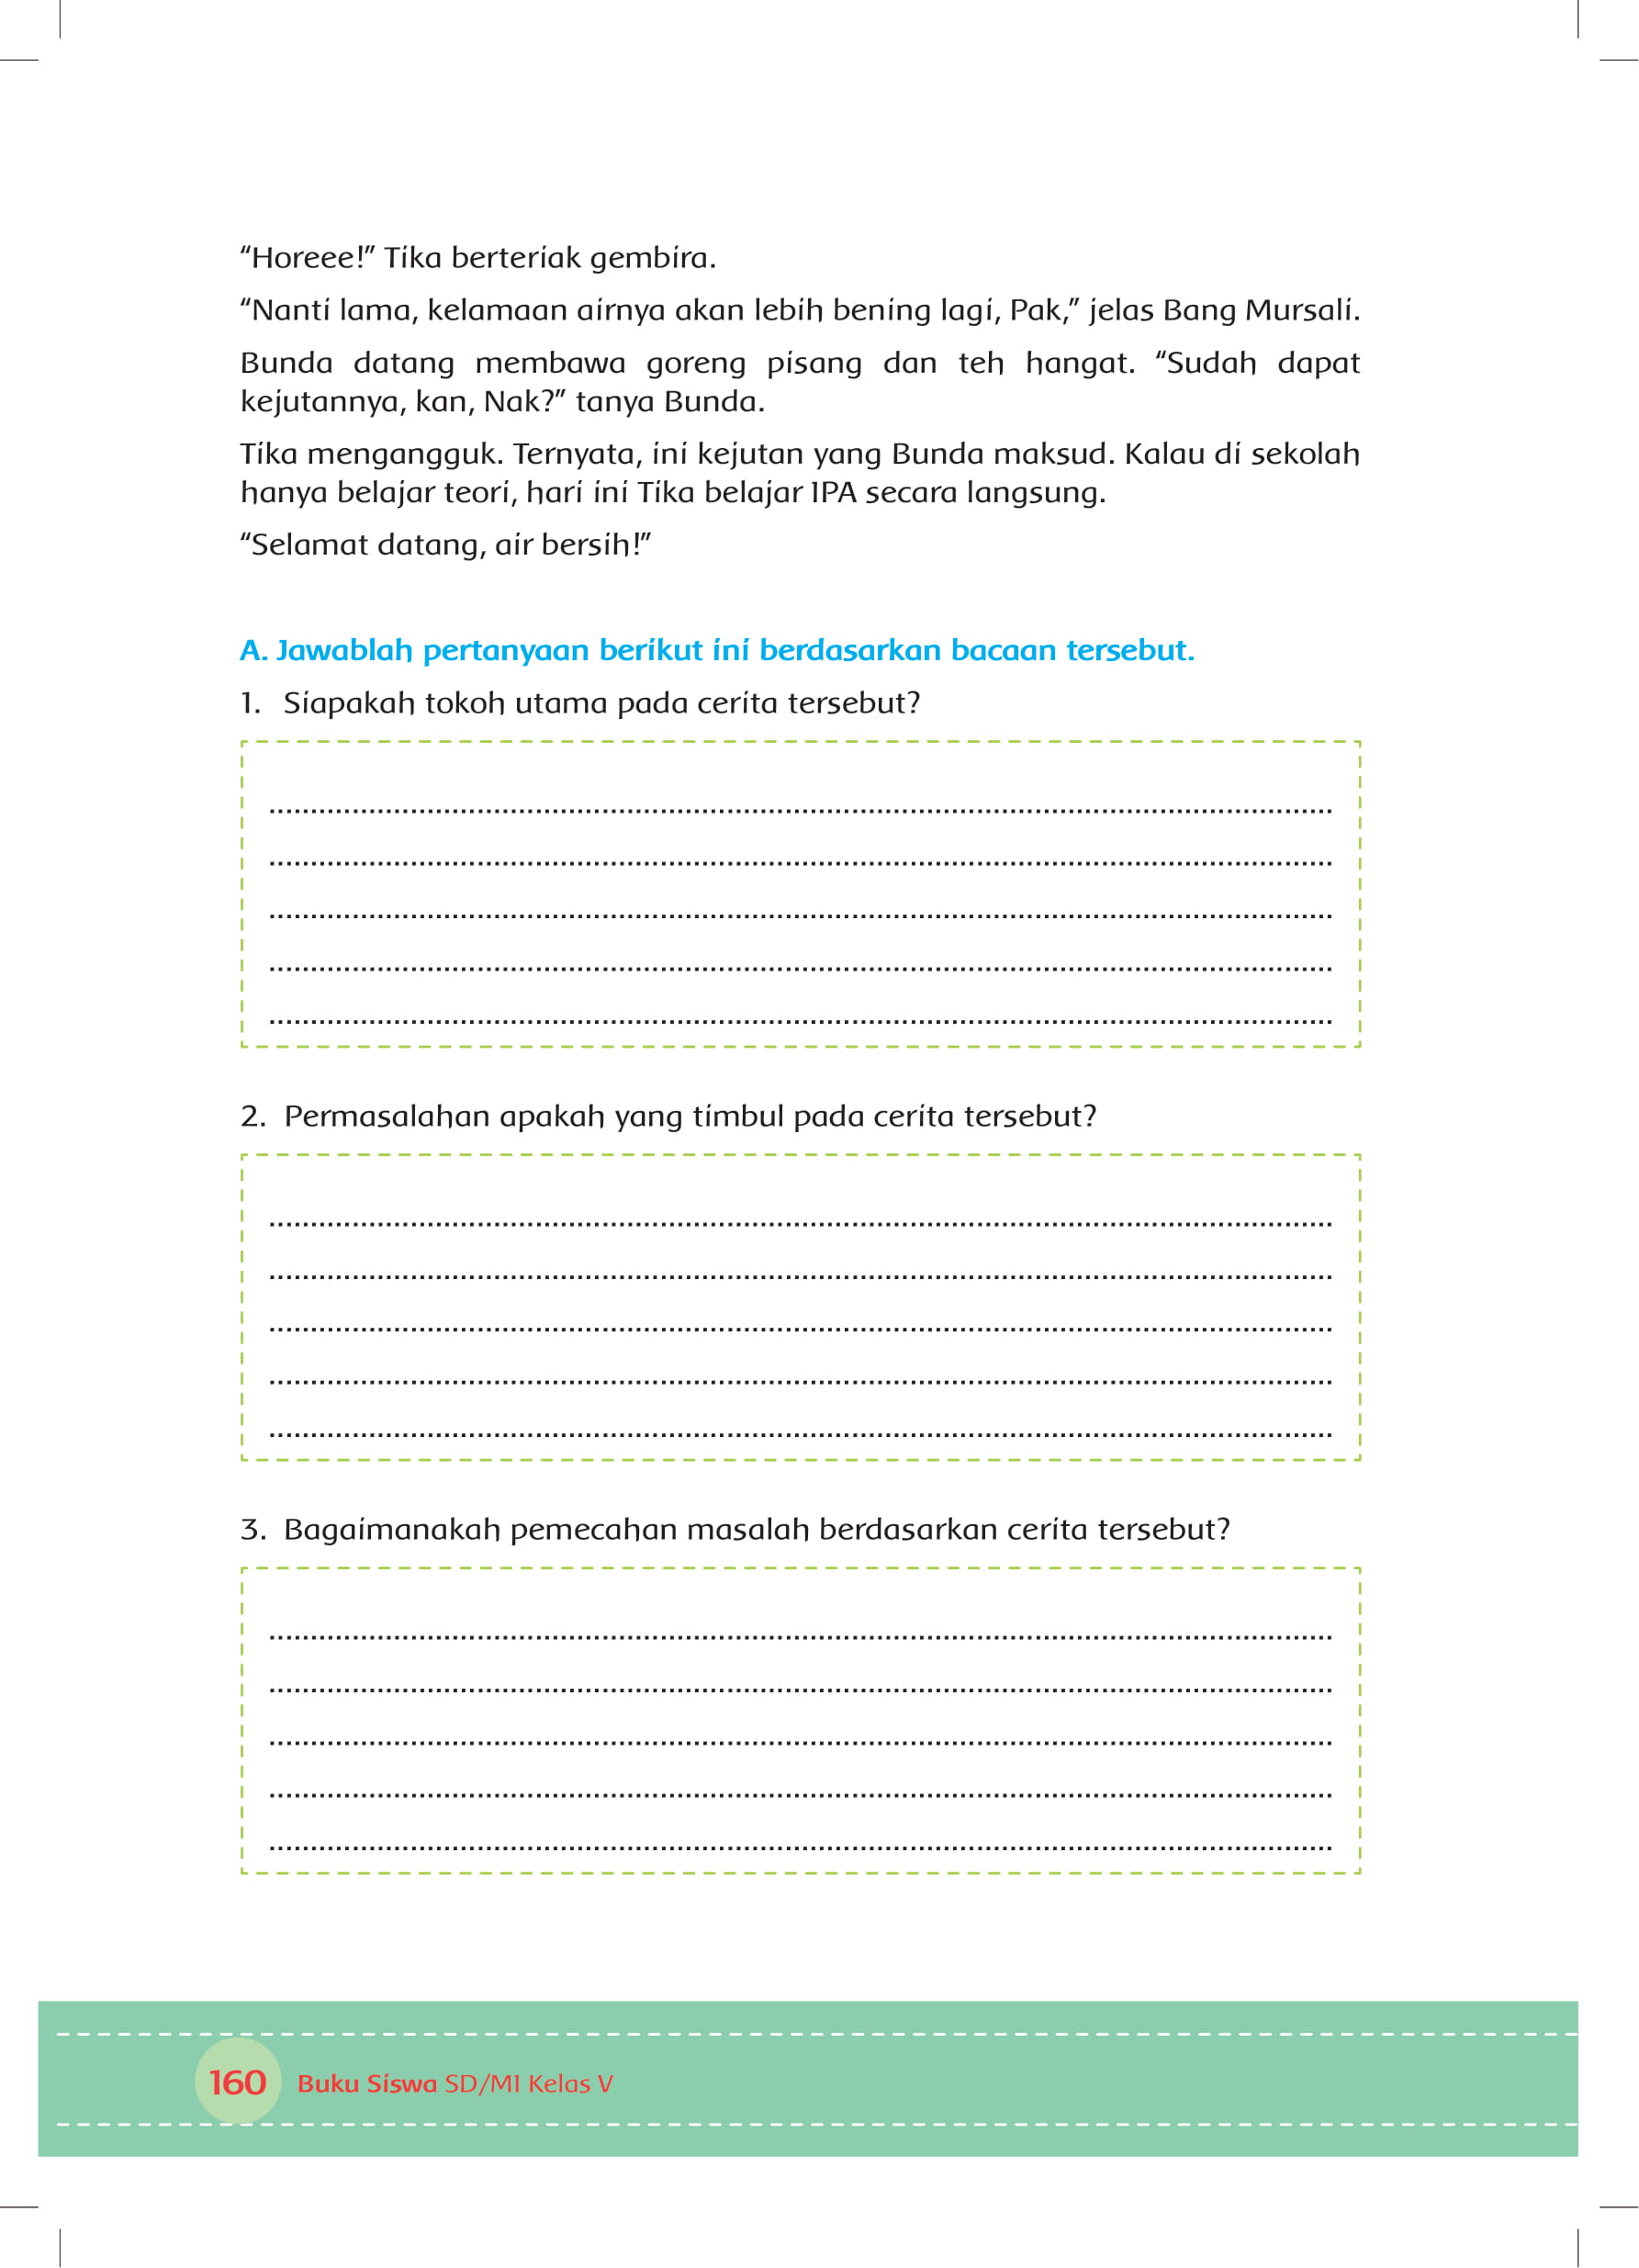 “Horeee!” Tika berteriak gembira.
“Nanti lama, kelamaan airnya akan lebih bening lagi, Pak,” jelas Bang Mursali.
Bunda datang membawa goreng pisang dan teh hangat. “Sudah dapat
kejutannya, kan, Nak?” tanya Bunda.
Tika mengangguk. Ternyata, ini kejutan yang Bunda maksud. Kalau di sekolah
hanya belajar teori, hari ini Tika belajar IPA secara langsung.
“Selamat datang, air bersih!”
A. Jawablah pertanyaan berikut ini berdasarkan bacaan tersebut.
1. Siapakah tokoh utama pada cerita tersebut?
2. Permasalahan apakah yang timbul pada cerita tersebut?
3. Bagaimanakah pemecahan masalah berdasarkan cerita tersebut?
160 Buku Siswa SD/MI Kelas V